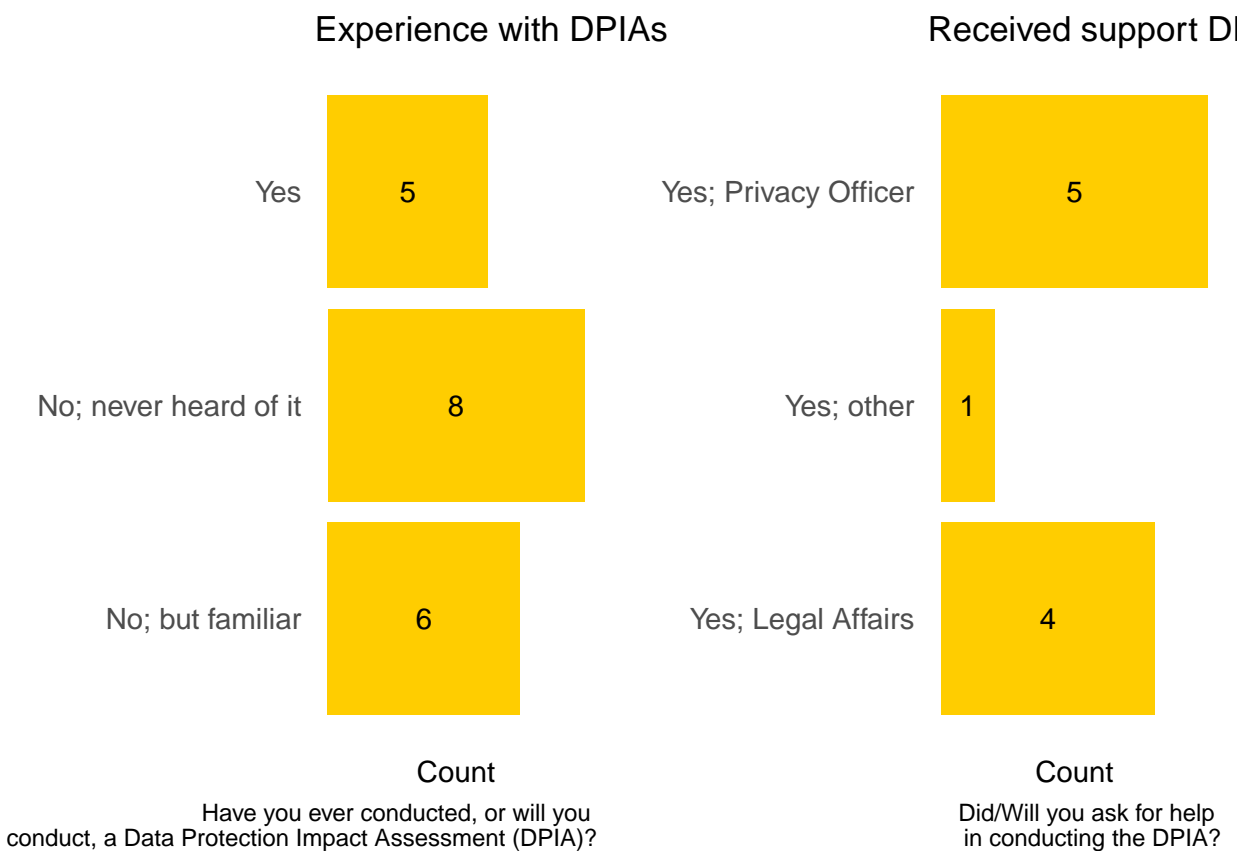 Experience with DPIAs
Yes
5
No; never heard of it
8
No; but familiar
6
Count
Have you ever conducted, or will you
conduct, a Data Protection Impact Assessment (DPIA)?
Received support
Yes; Privacy Officer
5
Yes; other
1
Yes; Legal Affairs
4
Count
Did/Will you ask for help
in conducting the DPIA?